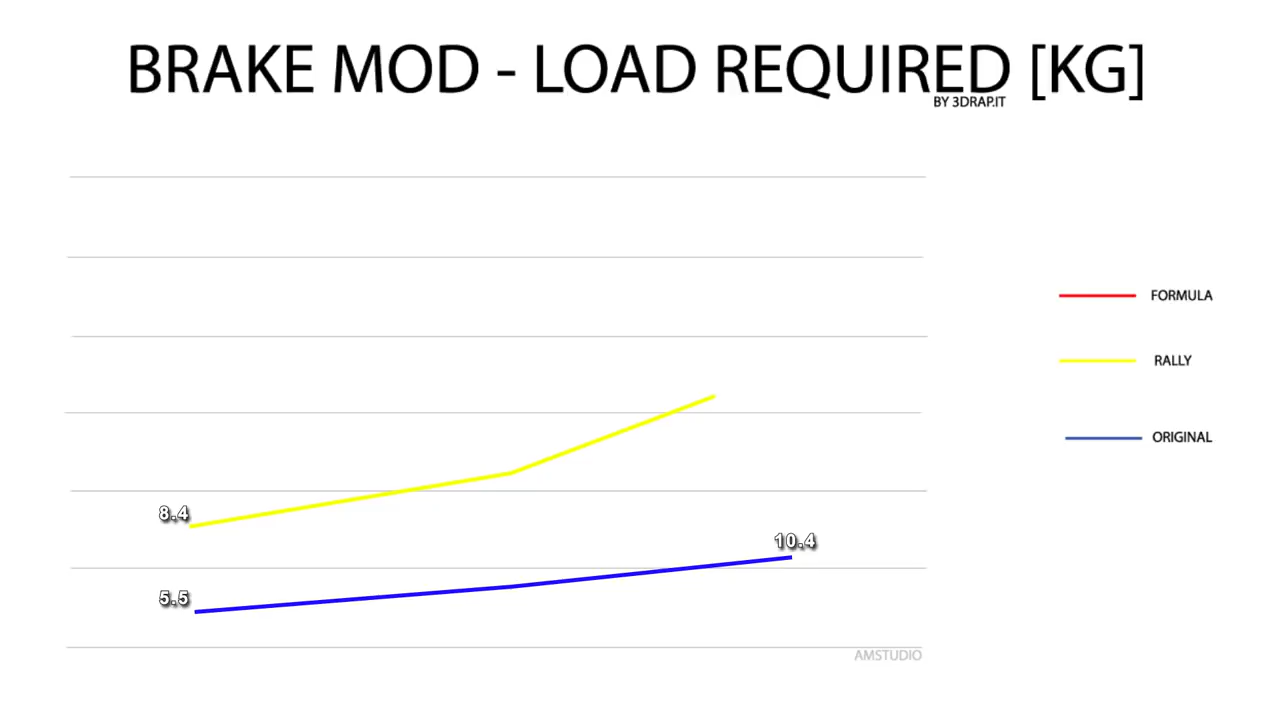 BRAKE MOD - LOAD REQUIRED [KG]
BY 3DRAP.IT
FORMULA
RALLY
ORIGINAL
8.4
10.4
5.5
AMSTUDIO